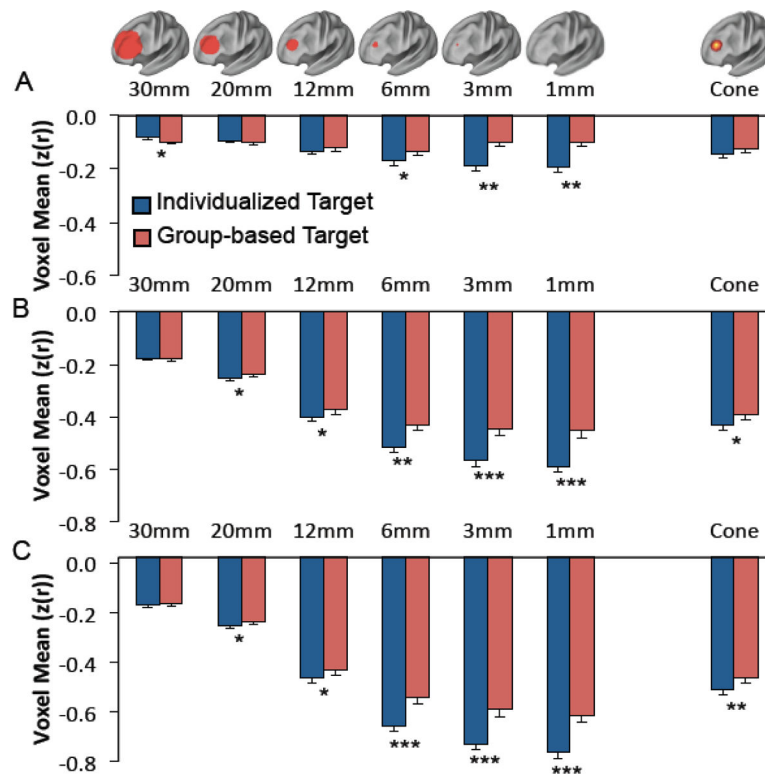 A
30mm 20mm 12mm 6mm 3mm 1mm Cone
Voxel Mean (z(r))
0.0
-0.2
-0.4
-0.6
* * ** **
Individualized Target
Group-based Target
B
30mm 20mm 12mm 6mm 3mm 1mm Cone
Voxel Mean (z(r))
0.0
-0.2
-0.4
-0.6
-0.8
* * ** *** *** *
C
30mm 20mm 12mm 6mm 3mm 1mm Cone
Voxel Mean (z(r))
0.0
-0.2
-0.4
-0.6
-0.8
* * *** *** *** **